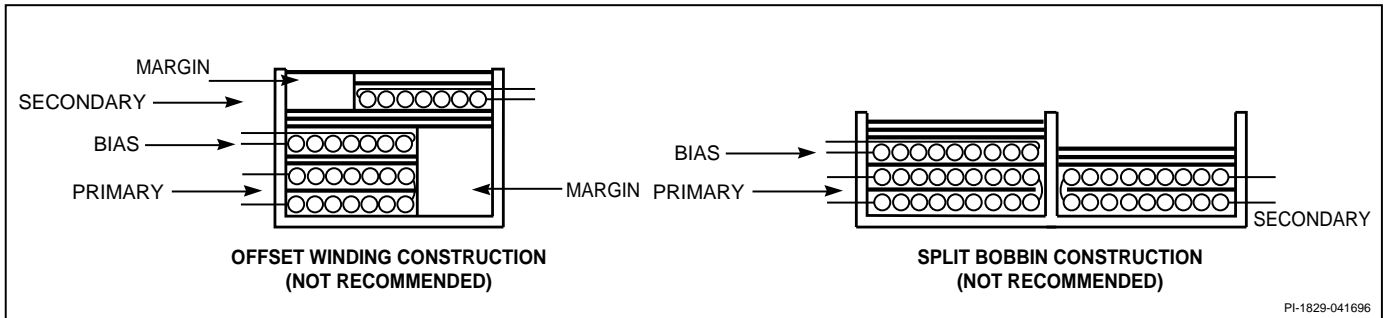 MARGIN
SECONDARY
BIAS
PRIMARY
MARGIN
OFFSET WINDING CONSTRUCTION
(NOT RECOMMENDED)
BIAS
PRIMARY
SECONDARY
SPLIT BOBBIN CONSTRUCTION
(NOT RECOMMENDED)
PI-1829-041696